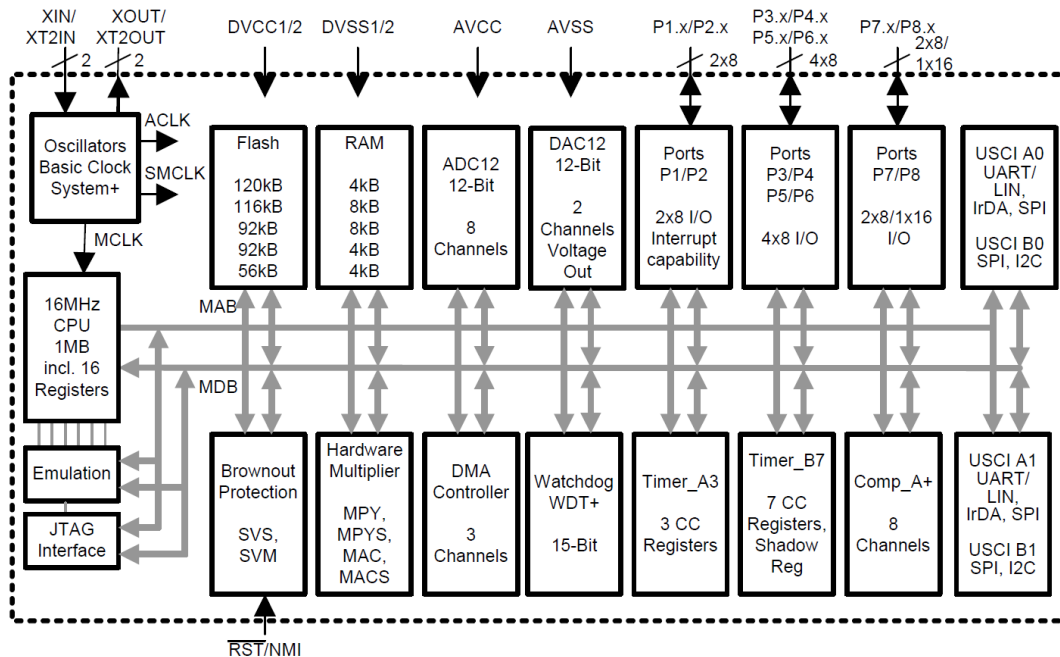 XIN/
XT2IN
XOUT/
XT2OUT
DVCC1/2
DVSS1/2
AVCC
AVSS
P1.x/P2.x
P3.x/P4.x
P5.x/P6.x
P7.x/P8.x
2
2
2x8
4x8
2x8/
1x16
Oscillators
Basic Clock
System+
ACLK
SMCLK
MCLK
Flash
120kB
116kB
92kB
92kB
56kB
RAM
4kB
8kB
8kB
4kB
4kB
ADC12
12-Bit
8
Channels
DAC12
12-Bit
2
Channels
Voltage
Out
Ports
P1/P2
2x8 I/O
Interrupt
capability
Ports
P3/P4
P5/P6
4x8 I/O
Ports
P7/P8
2x8/1x16
I/O
USCI A0
UART/
LIN,
IrDA, SPI
USCI B0
SPI, I2C
16MHz
CPU
1MB
incl. 16
Registers
MAB
MDB
Emulation
JTAG
Interface
Brownout
Protection
SVS,
SVM
Hardware
Multiplier
MPY,
MPYS,
MAC,
MACS
DMA
Controller
3
Channels
Watchdog
WDT+
15-Bit
Timer_A3
3 CC
Registers
Timer_B7
7 CC
Registers,
Shadow
Reg
Comp_A+
8
Channels
USCI A1
UART/
LIN,
IrDA, SPI
USCI B1
SPI, I2C
RST/NMI